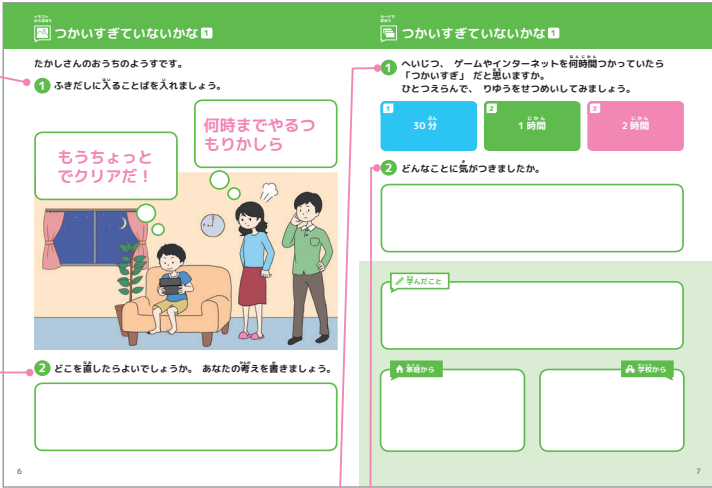 イラストから学ぼう
つかいすぎていないかな1
たかしさんのおうちのようすです。
1 ふきだしに入ることばを入れましょう。
もうちょっと
でクリアだ！
何時までやるつ
もりかしら
2 どこを直したらよいでしょうか。 あなたの考えを書きましょう。
6
カードで学ぼう
つかいすぎていないかな1
1 へいじつ、 ゲームやインターネットを何時間つかっていたら
「つかいすぎ」 だと思いますか。
ひとつえらんで、 りゆうをせつめいしてみましょう。
1 30分
2 1時間
3 2時間
2 どんなことに気がつきましたか。
学んだこと
家庭から
学校から
7